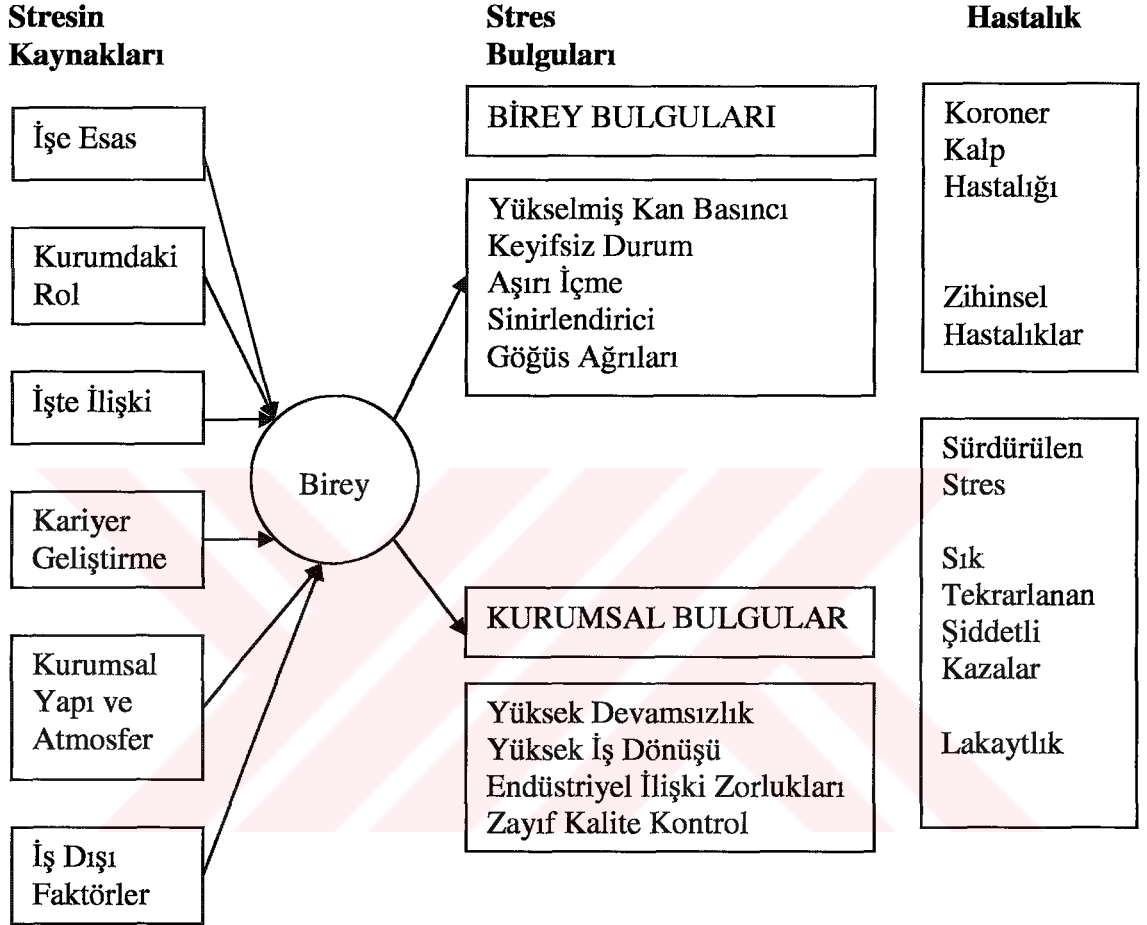 Stresin
Kaynakları
İşe Esas
Kurumdaki
Rol
İşte İlişki
Kariyer
Geliştirme
Kurumsal
Yapı ve
Atmosfer
İş Dışı
Faktörler
Birey
Stres
Bulguları
BİREY BULGULARI
Yükselmiş Kan Basıncı
Keyifsiz Durum
Aşırı İçme
Sinirlendirici
Göğüs Ağrıları
KURUMSAL BULGULAR
Yüksek Devamsızlık
Yüksek İş Dönüşü
Endüstriyel İlişki Zorlukları
Zayıf Kalite Kontrol
Hastalık
Koroner
Kalp
Hastalığı
Zihinsel
Hastalıklar
Sürdürülen
Stres
Sık
Tekrarlanan
Şiddetli
Kazalar
Lakaytlık